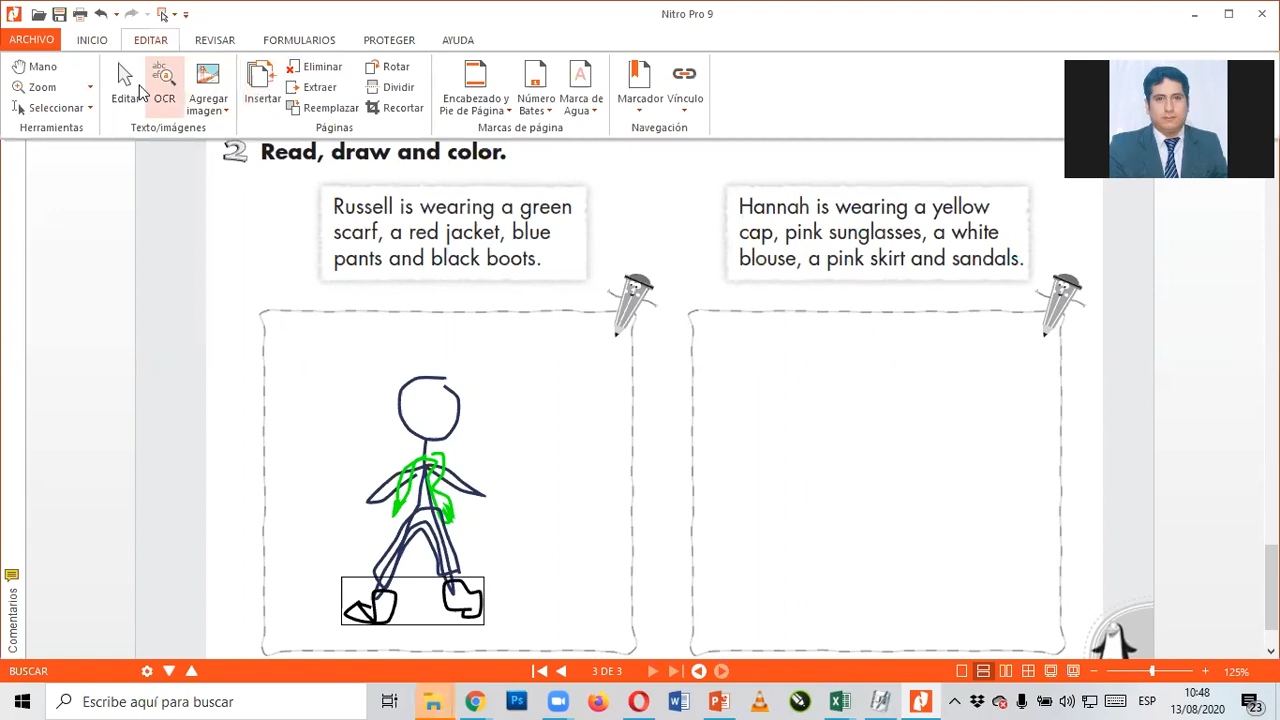 Nitro Pro 9
ARCHIVO INICIO EDITAR REVISAR FORMULARIOS PROTEGER AYUDA
Mano
Zoom
Seleccionar
Herramientas
Editar
abc
OCR
Agregar
imagen
Texto/imágenes
Insertar
Eliminar
Extraer
Reemplazar
Rotar
Dividir
Recortar
Páginas
Encabezado y
Pie de Página
Número
Bates
Marca de
Agua
Marcas de página
Marcador
Vínculo
Navegación
2 Read, draw and color.
Russell is wearing a green
scarf, a red jacket, blue
pants and black boots.
Hannah is wearing a yellow
cap, pink sunglasses, a white
blouse, a pink skirt and sandals.
Comentarios
BUSCAR
3 DE 3
125%
Escribe aquí para buscar
ESP
10:48
13/08/2020
23